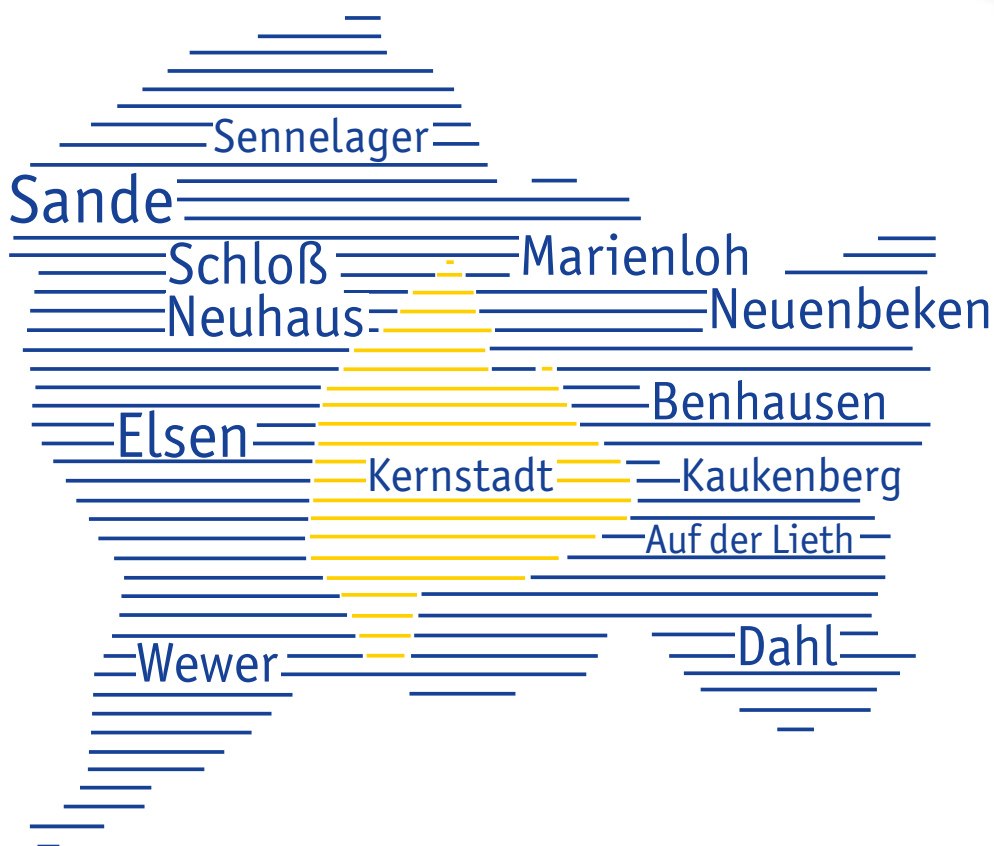 Sennelager
Sande
Schloß
Neuhaus
Marienloh
Neuenbeken
Benhausen
Elsen
Kernstadt
Kaukenberg
Auf der Lieth
Dahl
Wewer